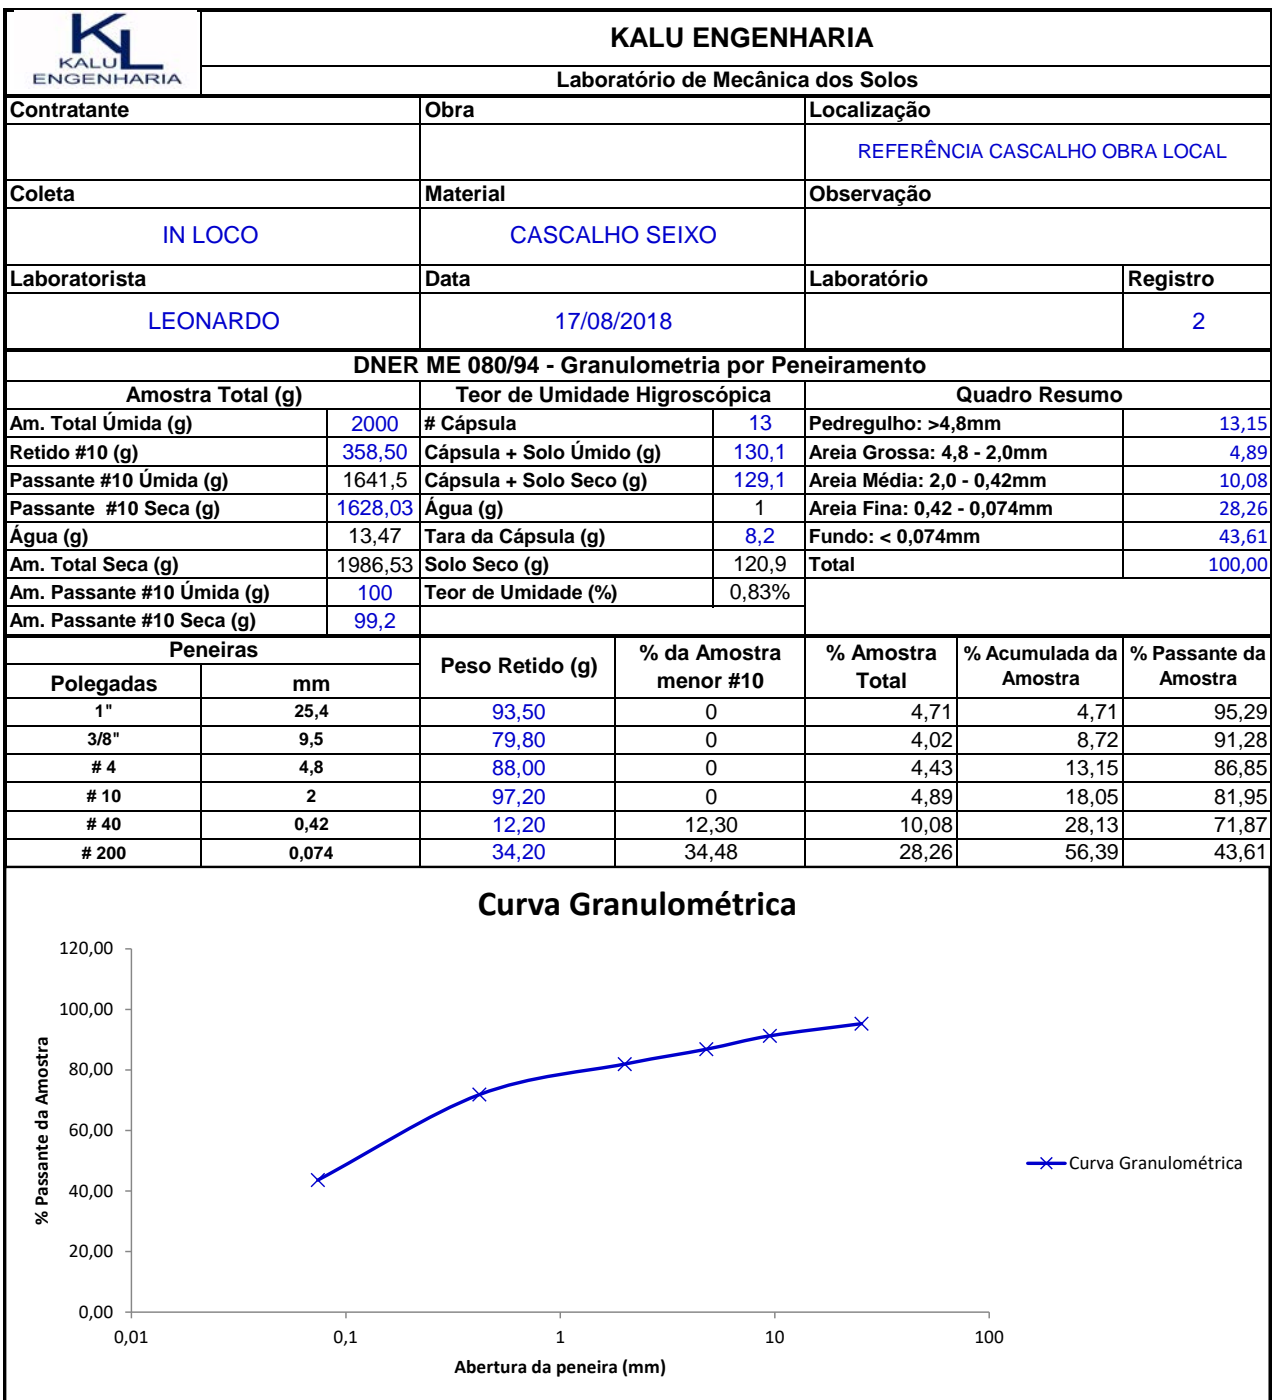 KL
KALU
ENGENHARIA
KALU ENGENHARIA
Laboratório de Mecânica dos Solos
Contratante Obra Localização
REFERÊNCIA CASCALHO OBRA LOCAL
Coleta Material Observação
IN LOCO CASCALHO SEIXO
Laboratorista Data Laboratório Registro
LEONARDO 17/08/2018 2
DNER ME 080/94 - Granulometria por Peneiramento
Amostra Total (g) Teor de Umidade Higroscópica Quadro Resumo
Am. Total Úmida (g) 2000 # Cápsula 13 Pedregulho: >4,8mm 13,15
Retido #10 (g) 358,50 Cápsula + Solo Úmido (g) 130,1 Areia Grossa: 4,8 - 2,0mm 4,89
Passante #10 Úmida (g) 1641,5 Cápsula + Solo Seco (g) 129,1 Areia Média: 2,0 - 0,42mm 10,08
Passante #10 Seca (g) 1628,03 Água (g) 1 Areia Fina: 0,42 - 0,074mm 28,26
Água (g) 13,47 Tara da Cápsula (g) 8,2 Fundo: < 0,074mm 43,61
Am. Total Seca (g) 1986,53 Solo Seco (g) 120,9 Total 100,00
Am. Passante #10 Úmida (g) 100 Teor de Umidade (%) 0,83%
Am. Passante #10 Seca (g) 99,2
Peneiras Peso Retido (g) % da Amostra menor #10 % Amostra Total % Acumulada da Amostra % Passante da Amostra
Polegadas mm
1" 25,4 93,50 0 4,71 4,71 95,29
3/8" 9,5 79,80 0 4,02 8,72 91,28
# 4 4,8 88,00 0 4,43 13,15 86,85
# 10 2 97,20 0 4,89 18,05 81,95
# 40 0,42 12,20 12,30 10,08 28,13 71,87
# 200 0,074 34,20 34,48 28,26 56,39 43,61
Curva Granulométrica
120,00
100,00
80,00
60,00
40,00
20,00
0,00
% Passante da Amostra
0,01 0,1 1 10 100
Abertura da peneira (mm)
Curva Granulométrica